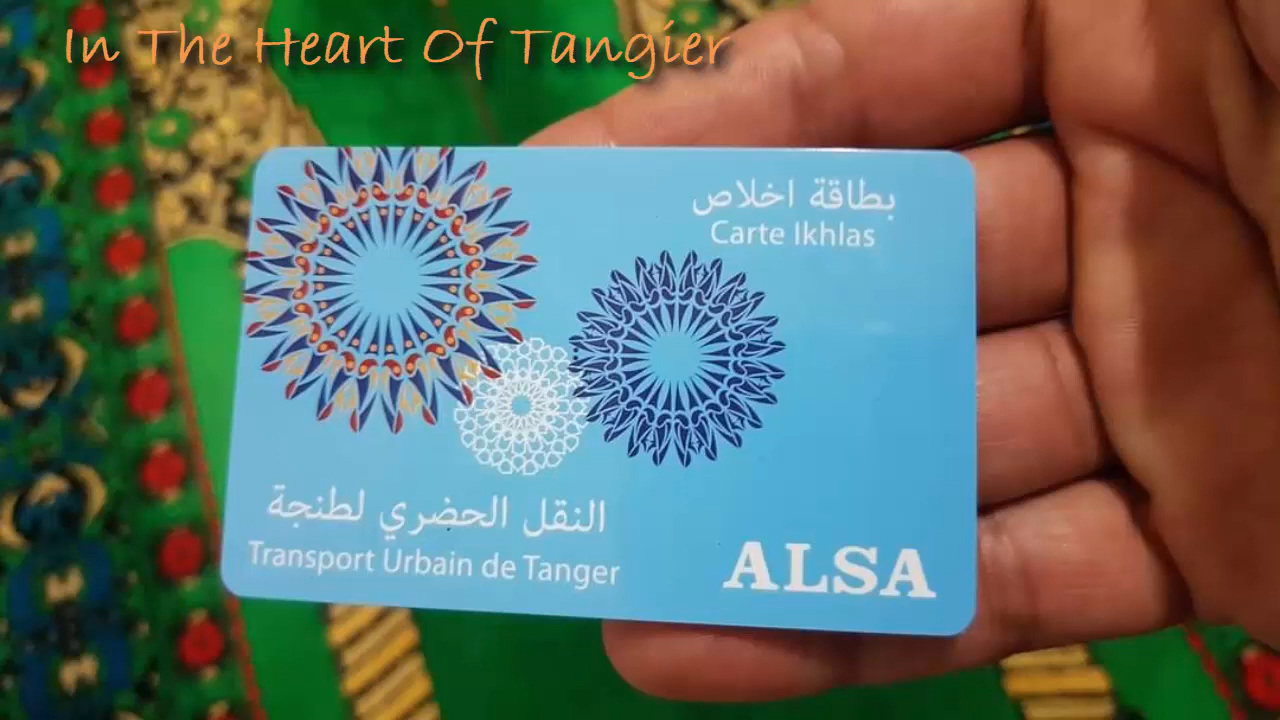 In The Heart Of Tangier
بطاقة اخلاص
Carte Ikhlas
النقل الحضري لطنجة
Transport Urbain de Tanger
ALSA